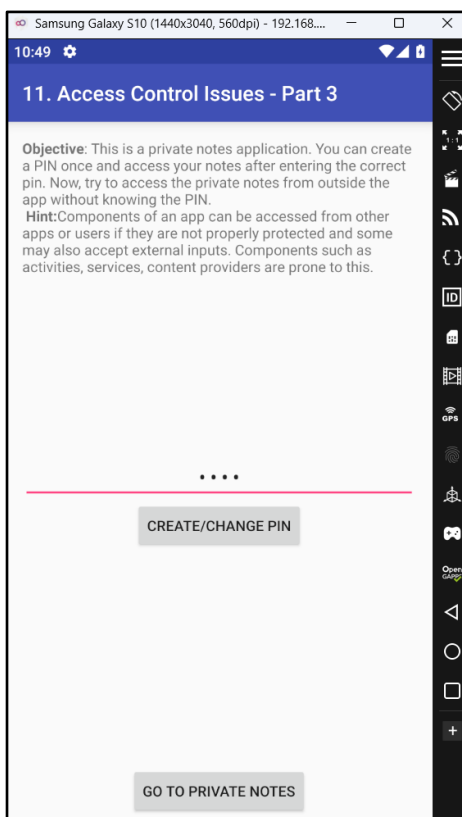 Samsung Galaxy S10 (1440x3040, 560dpi) - 192.168....
10:49
11. Access Control Issues - Part 3
Objective: This is a private notes application. You can create
a PIN once and access your notes after entering the correct
pin. Now, try to access the private notes from outside the
app without knowing the PIN.
Hint:Components of an app can be accessed from other
apps or users if they are not properly protected and some
may also accept external inputs. Components such as
activities, services, content providers are prone to this.
1:1
ID
GPS
....
CREATE/CHANGE PIN
Open
GAPPS
GO TO PRIVATE NOTES